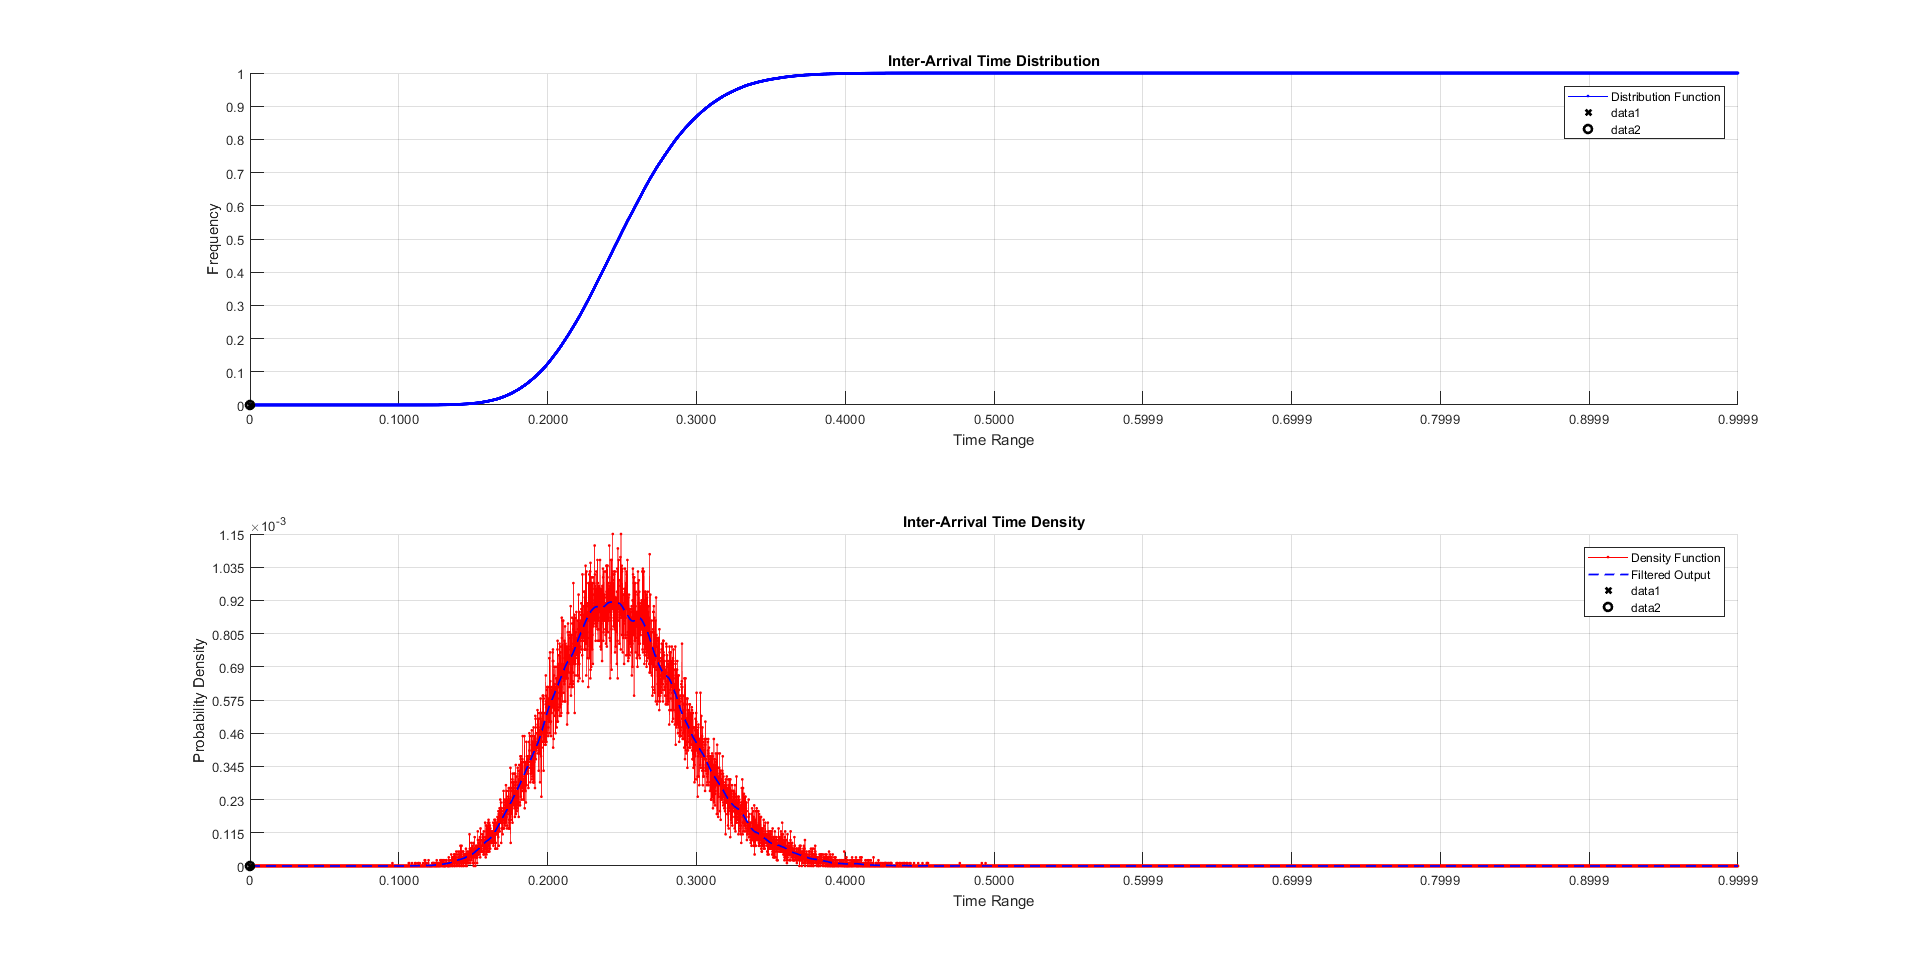 Inter-Arrival Time Distribution
1
0.9
0.8
0.7
0.6
0.5
0.4
0.3
0.2
0.1
0
Frequency
Distribution Function
data1
data2
0 0.1000 0.2000 0.3000 0.4000 0.5000 0.5999 0.6999 0.7999 0.8999 0.9999
Time Range
Inter-Arrival Time Density
×10-3
1.15
1.035
0.92
0.805
0.69
0.575
0.46
0.345
0.23
0.115
0
Probability Density
Density Function
Filtered Output
data1
data2
0 0.1000 0.2000 0.3000 0.4000 0.5000 0.5999 0.6999 0.7999 0.8999 0.9999
Time Range